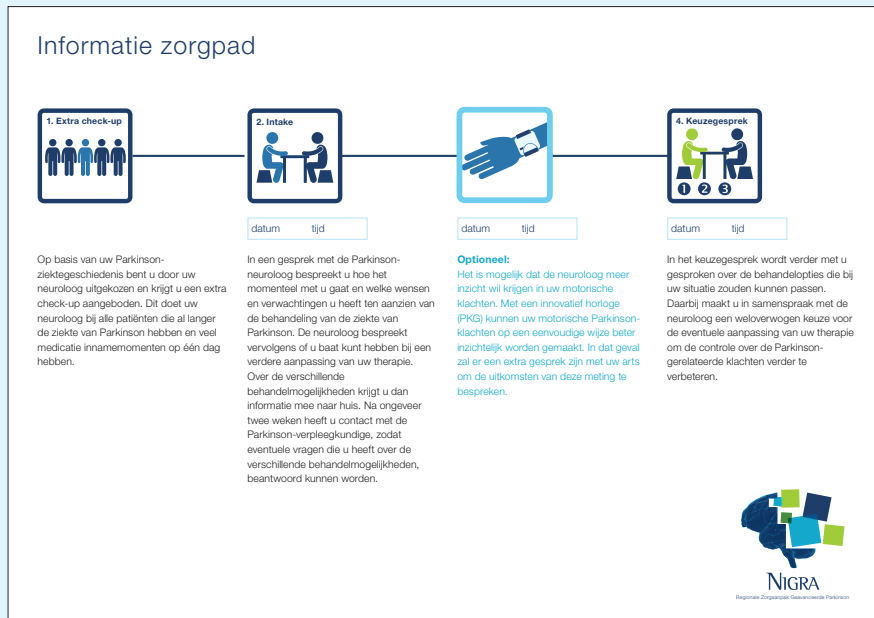 Informatie zorgpad
1. Extra check-up
Op basis van uw Parkinson-
ziektegeschiedenis bent u door uw
neuroloog uitgekozen en krijgt u een extra
check-up aangeboden. Dit doet uw
neuroloog bij alle patiënten die al langer
de ziekte van Parkinson hebben en veel
medicatie innamemomenten op één dag
hebben.
2. Intake
datum tijd
In een gesprek met de Parkinson-
neuroloog bespreekt u hoe het
momenteel met u gaat en welke wensen
en verwachtingen u heeft ten aanzien van
de behandeling van de ziekte van
Parkinson. De neuroloog bespreekt
vervolgens of u baat kunt hebben bij een
verdere aanpassing van uw therapie.
Over de verschillende
behandelmogelijkheden krijgt u dan
informatie mee naar huis. Na ongeveer
twee weken heeft u contact met de
Parkinson-verpleegkundige, zodat
eventuele vragen die u heeft over de
verschillende behandelmogelijkheden,
beantwoord kunnen worden.
datum tijd
Optioneel:
Het is mogelijk dat de neuroloog meer
inzicht wil krijgen in uw motorische
klachten. Met een innovatief horloge
(PKG) kunnen uw motorische Parkinson-
klachten op een eenvoudige wijze beter
inzichtelijk worden gemaakt. In dat geval
zal er een extra gesprek zijn met uw arts
om de uitkomsten van deze meting te
bespreken.
4. Keuzegesprek
1 2 3
datum tijd
In het keuzegesprek wordt verder met u
gesproken over de behandelopties die bij
uw situatie zouden kunnen passen.
Daarbij maakt u in samenspraak met de
neuroloog een weloverwogen keuze voor
de eventuele aanpassing van uw therapie
om de controle over de Parkinson-
gerelateerde klachten verder te
verbeteren.
NIGRA
Regionale Zorgaanpak Geavanceerde Parkinson